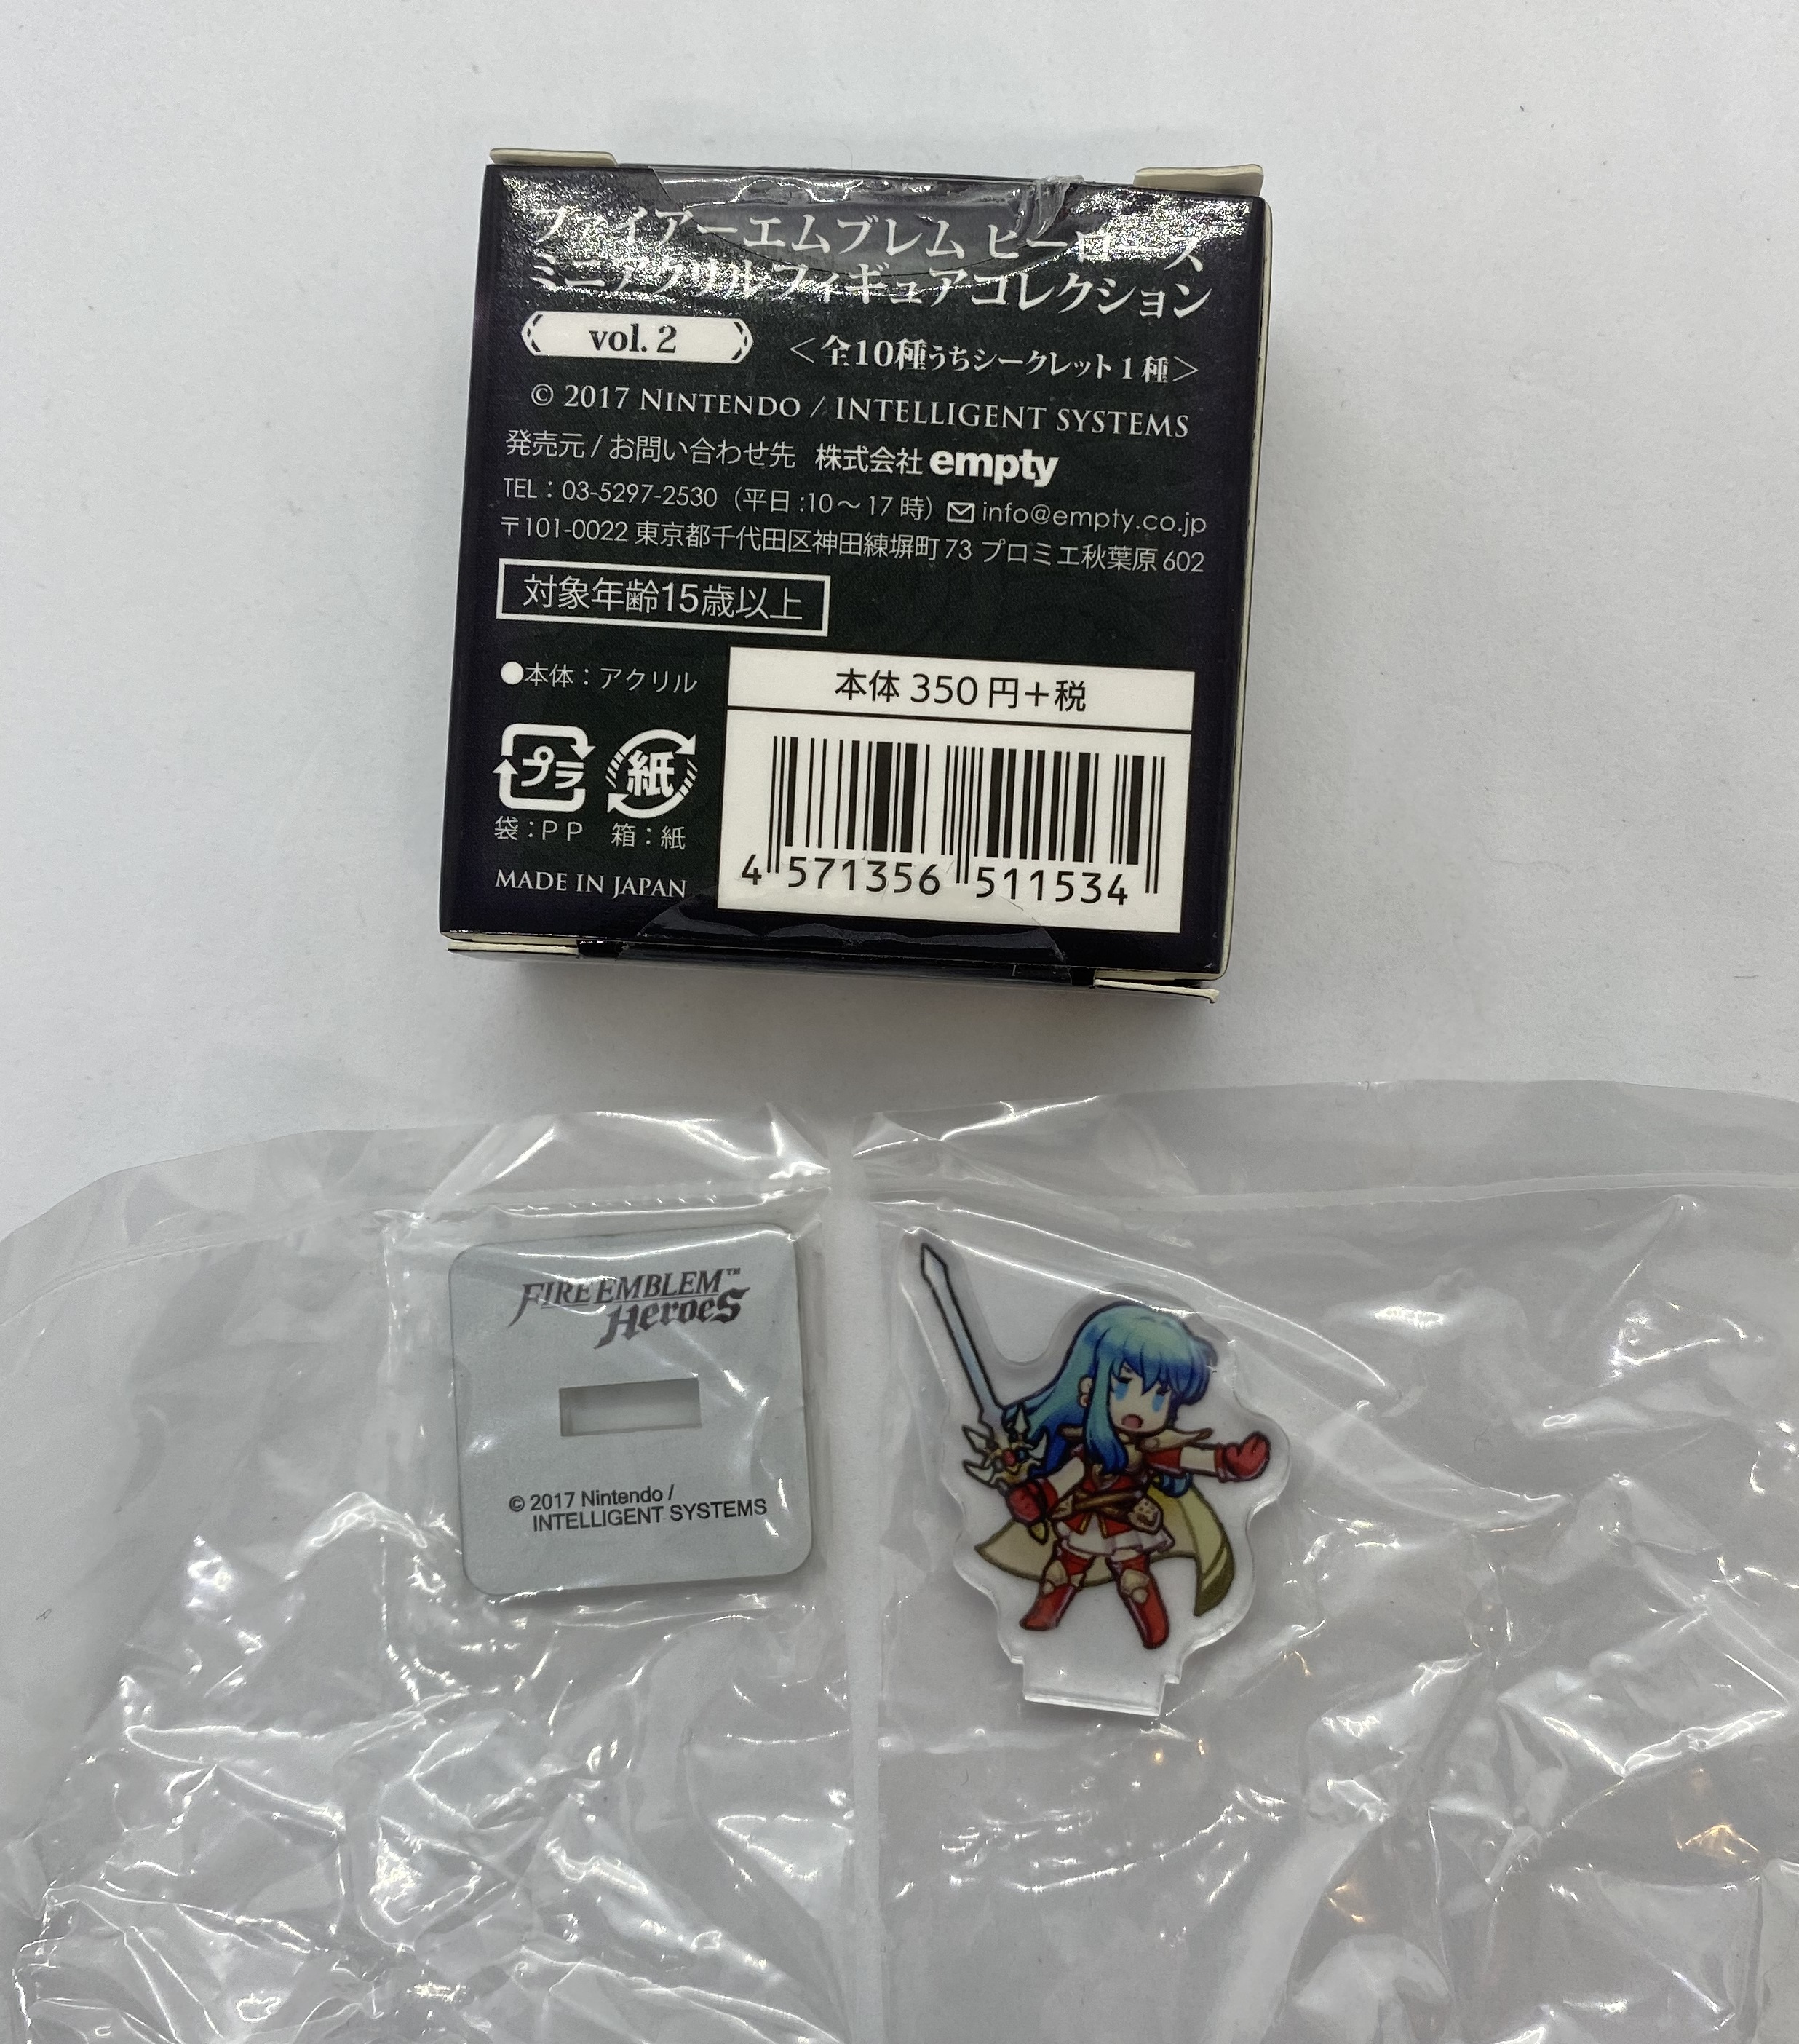 ファイアーエムブレム ヒーローズ
ミニアクリルフィギュアコレクション
vol. 2 ＜全10種うちシークレット1種＞
© 2017 NINTENDO / INTELLIGENT SYSTEMS
発売元 / お問い合わせ先 株式会社 empty
TEL：03-5297-2530（平日:10～17時） info@empty.co.jp
〒101-0022 東京都千代田区神田練塀町73 プロミエ秋葉原602
対象年齢15歳以上
●本体：アクリル
本体 350 円＋税
プラ 紙
袋：PP 箱：紙
MADE IN JAPAN
4 571356 511534
FIRE EMBLEM™
Heroes
© 2017 Nintendo /
INTELLIGENT SYSTEMS